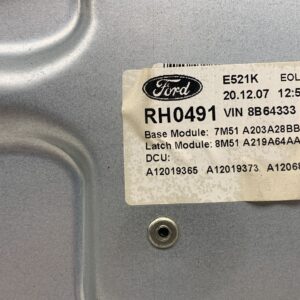 Ford E521K EOL
20.12.07 12:5
RH0491 VIN 8B64333
Base Module: 7M51 A203A28BB
Latch Module: 8M51 A219A64AA
DCU:
A12019365 A12019373 A12068